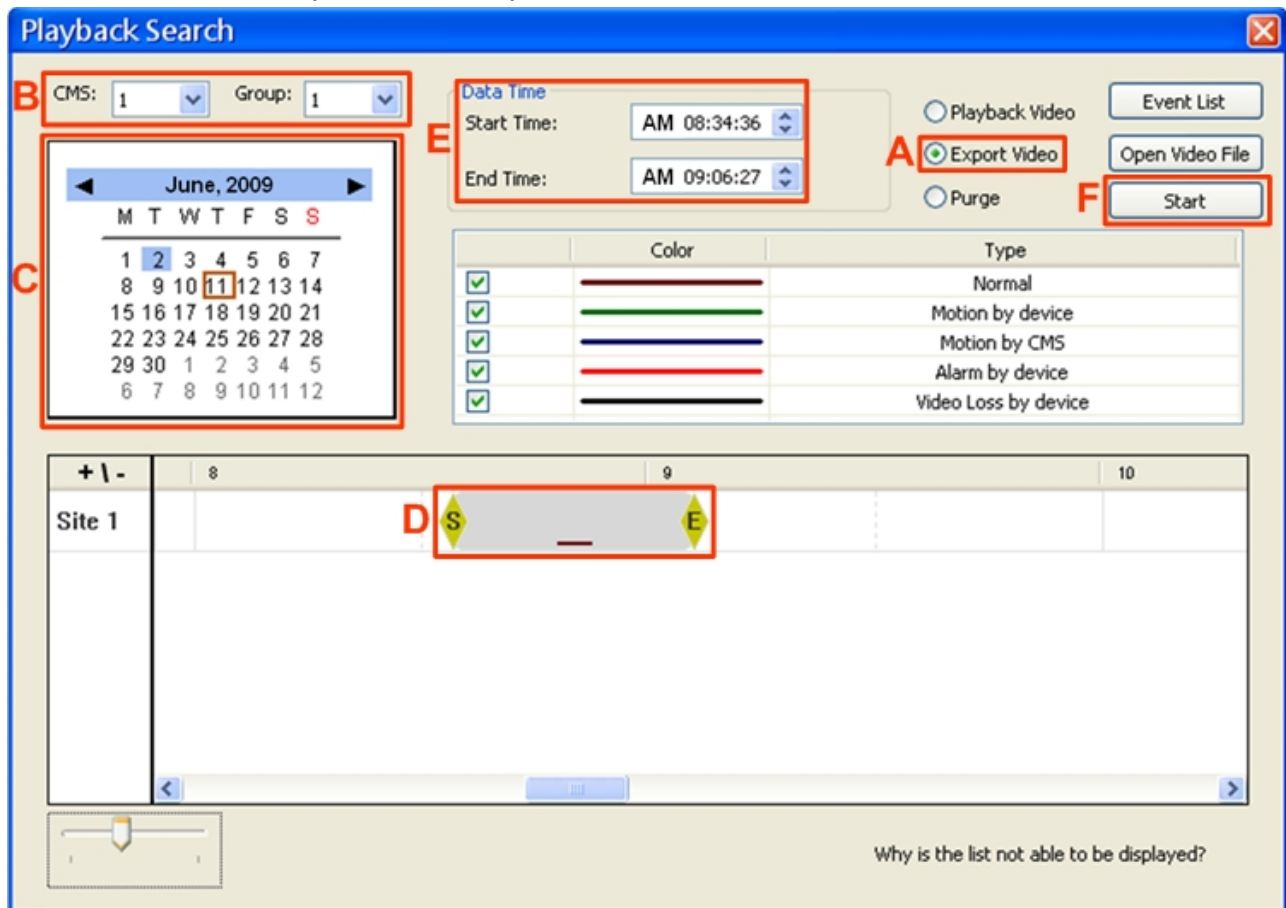 Playback Search
B CMS: 1 Group: 1
Data Time
E Start Time: AM 08:34:36
End Time: AM 09:06:27
Playback Video
A Export Video
Purge
Event List
Open Video File
F Start
C
June, 2009
M T W T F S S
1 2 3 4 5 6 7
8 9 10 11 12 13 14
15 16 17 18 19 20 21
22 23 24 25 26 27 28
29 30 1 2 3 4 5
6 7 8 9 10 11 12
Color Type
Normal
Motion by device
Motion by CMS
Alarm by device
Video Loss by device
+ \ - 8 9 10
Site 1 D S E
Why is the list not able to be displayed?